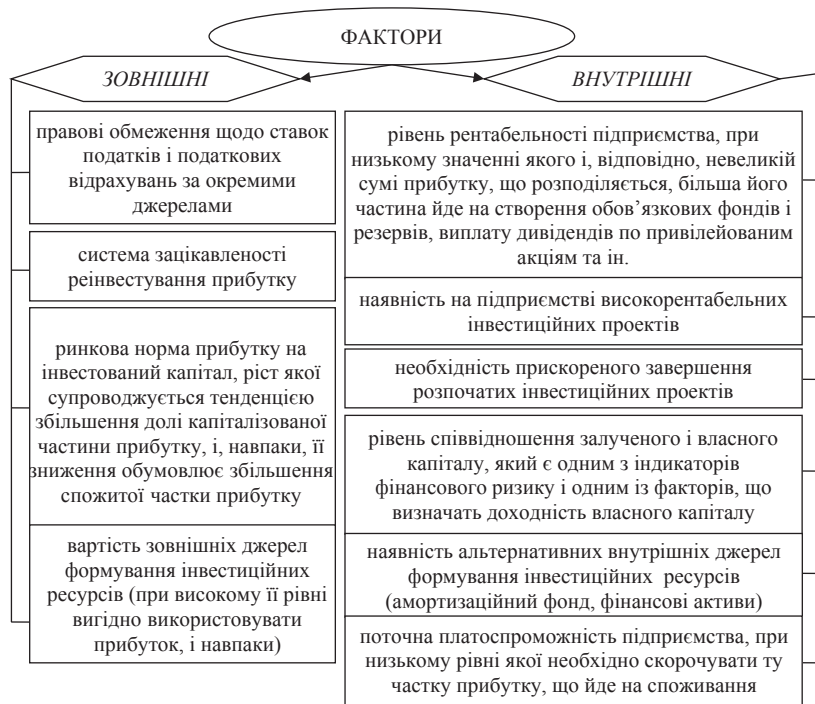 ФАКТОРИ
ЗОВНІШНІ
правові обмеження щодо ставок
податків і податкових
відрахувань за окремими
джерелами
система зацікавленості
реінвестування прибутку
ринкова норма прибутку на
інвестований капітал, ріст якої
супроводжується тенденцією
збільшення долі капіталізованої
частини прибутку, і, навпаки, її
зниження обумовлює збільшення
спожитої частки прибутку
вартість зовнішніх джерел
формування інвестиційних
ресурсів (при високому її рівні
вигідно використовувати
прибуток, і навпаки)
ВНУТРІШНІ
рівень рентабельності підприємства, при
низькому значенні якого і, відповідно, невеликій
сумі прибутку, що розподіляється, більша його
частина йде на створення обов’язкових фондів і
резервів, виплату дивідендів по привілейованим
акціям та ін.
наявність на підприємстві високорентабельних
інвестиційних проектів
необхідність прискореного завершення
розпочатих інвестиційних проектів
рівень співвідношення залученого і власного
капіталу, який є одним з індикаторів
фінансового ризику і одним із факторів, що
визначать доходність власного капіталу
наявність альтернативних внутрішніх джерел
формування інвестиційних ресурсів
(амортизаційний фонд, фінансові активи)
поточна платоспроможність підприємства, при
низькому рівні якої необхідно скорочувати ту
частку прибутку, що йде на споживання